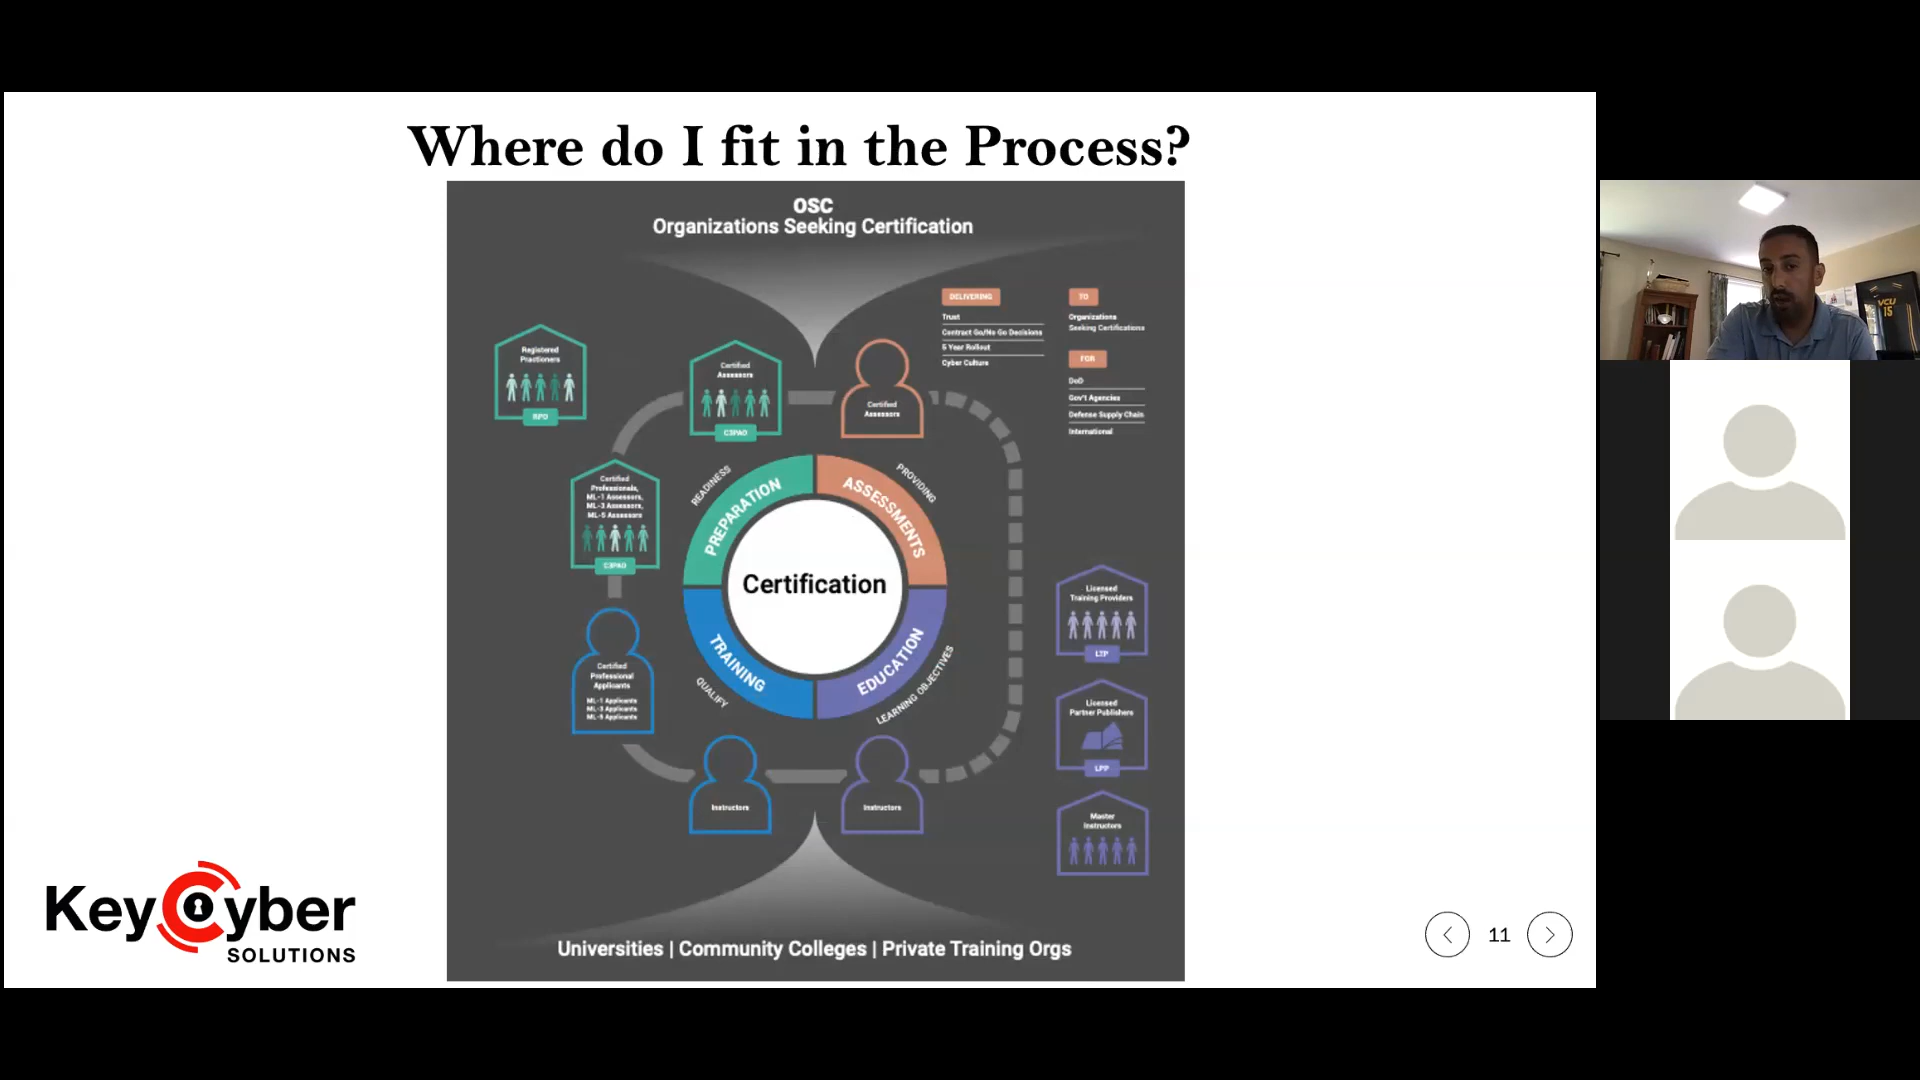 Where do I fit in the Process?
OSC
Organizations Seeking Certification
DELIVERING
Trust
Contract Go/No Go Decisions
5 Year Rollout
Cyber Culture
TO
Organizations
Seeking Certifications
FOR
DoD
Gov't Agencies
Defense Supply Chain
International
Registered
Practioners
RPO
Certified
Assessors
C3PAO
Certified
Assessors
Certified
Professionals,
ML-1 Assessors,
ML-3 Assessors,
ML-5 Assessors
C3PAO
READINESS
PREPARATION
PROVIDING
ASSESSMENTS
Certification
TRAINING
QUALIFY
EDUCATION
LEARNING OBJECTIVES
Certified
Professional
Applicants
ML-1 Applicants
ML-3 Applicants
ML-5 Applicants
Instructors
Instructors
Licensed
Training Providers
LTP
Licensed
Partner Publishers
LPP
Master
Instructors
Universities | Community Colleges | Private Training Orgs
KeyCyber
SOLUTIONS
11
VCU
15